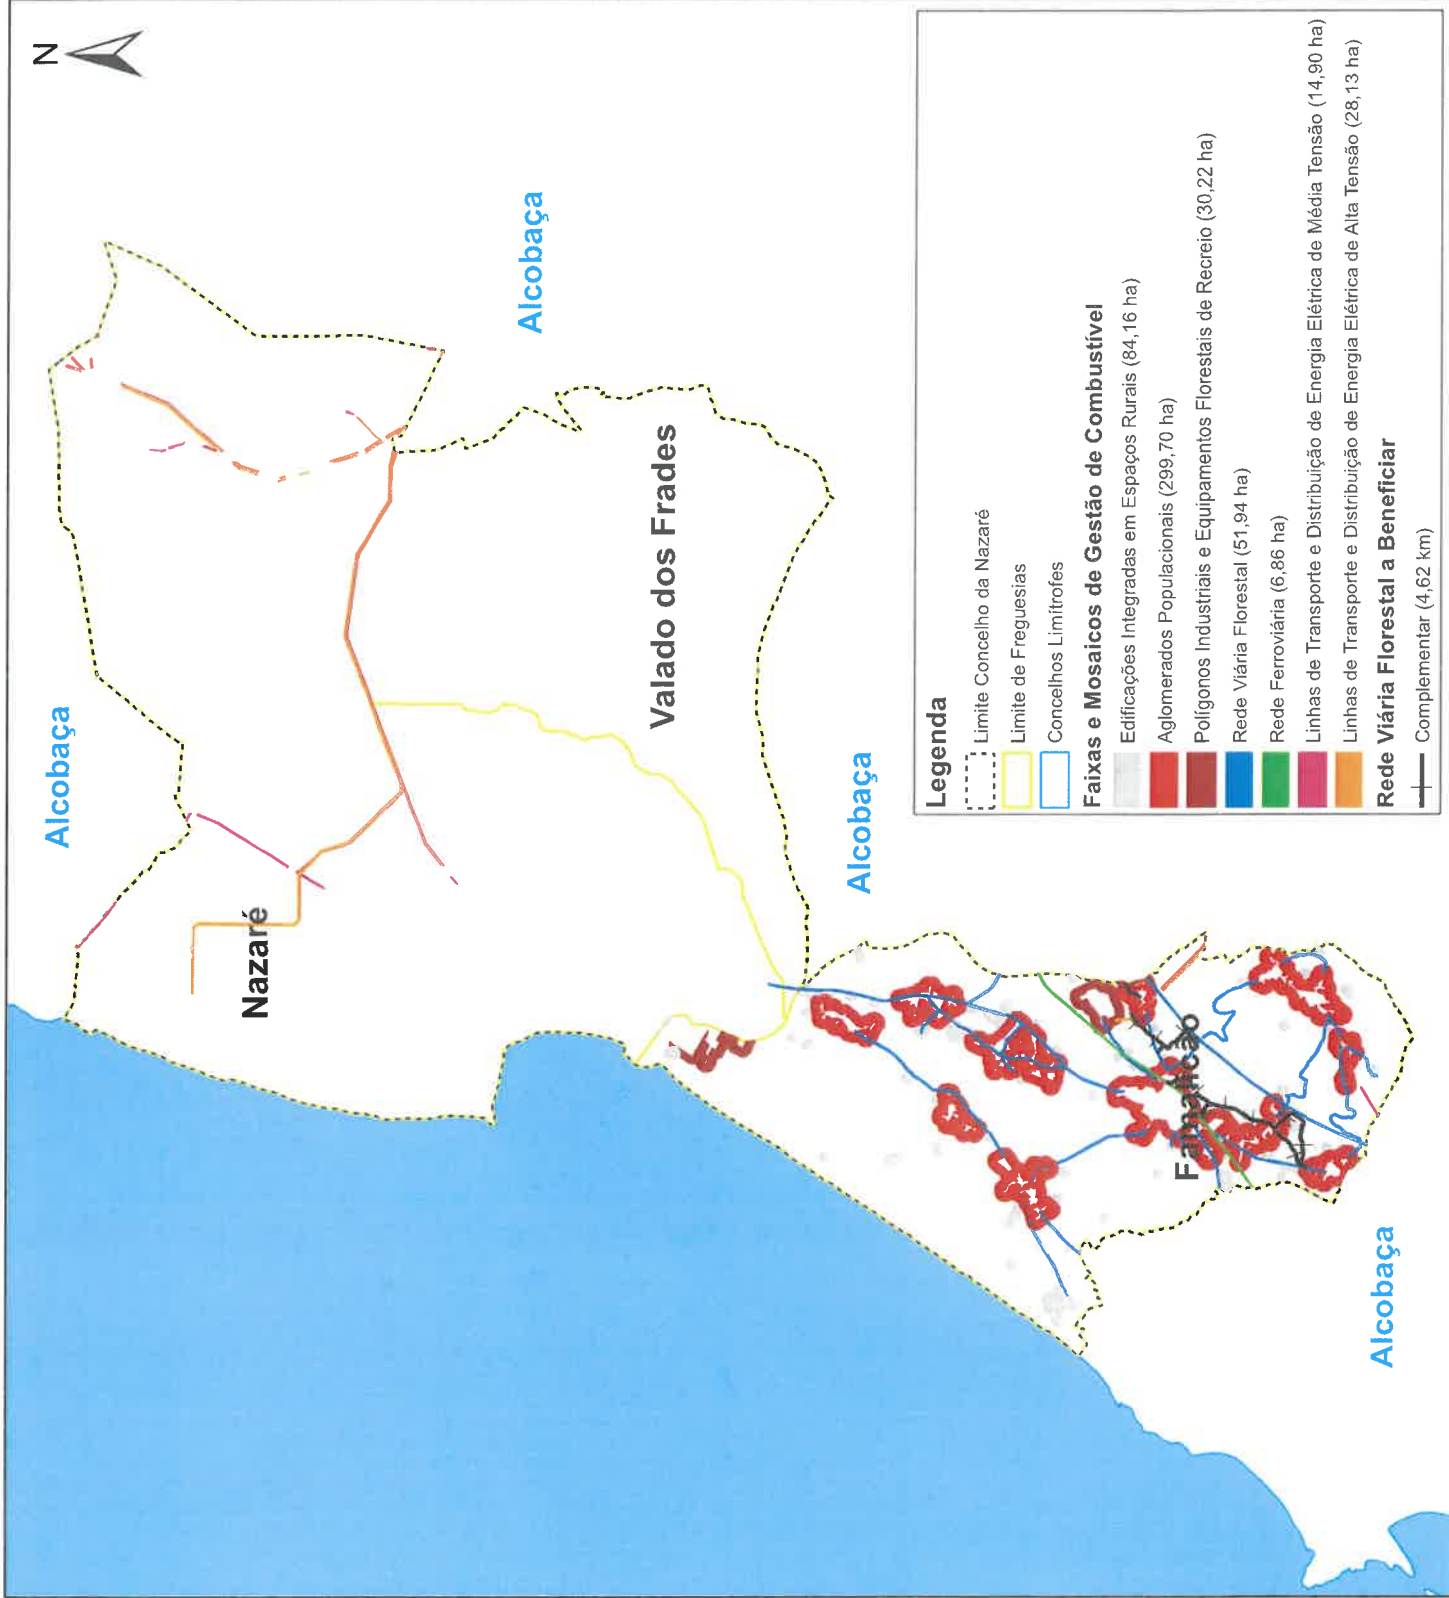 N
Alcobaça
Alcobaça
Nazaré
Valado dos Frades
Alcobaça
Famalicão
Alcobaça
Legenda
Limite Concelho da Nazaré
Limite de Freguesias
Concelhos Limítrofes
Faixas e Mosaicos de Gestão de Combustível
Edificações Integradas em Espaços Rurais (84,16 ha)
Aglomerados Populacionais (299,70 ha)
Polígonos Industriais e Equipamentos Florestais de Recreio (30,22 ha)
Rede Viária Florestal (51,94 ha)
Rede Ferroviária (6,86 ha)
Linhas de Transporte e Distribuição de Energia Elétrica de Média Tensão (14,90 ha)
Linhas de Transporte e Distribuição de Energia Elétrica de Alta Tensão (28,13 ha)
Rede Viária Florestal a Beneficiar
Complementar (4,62 km)